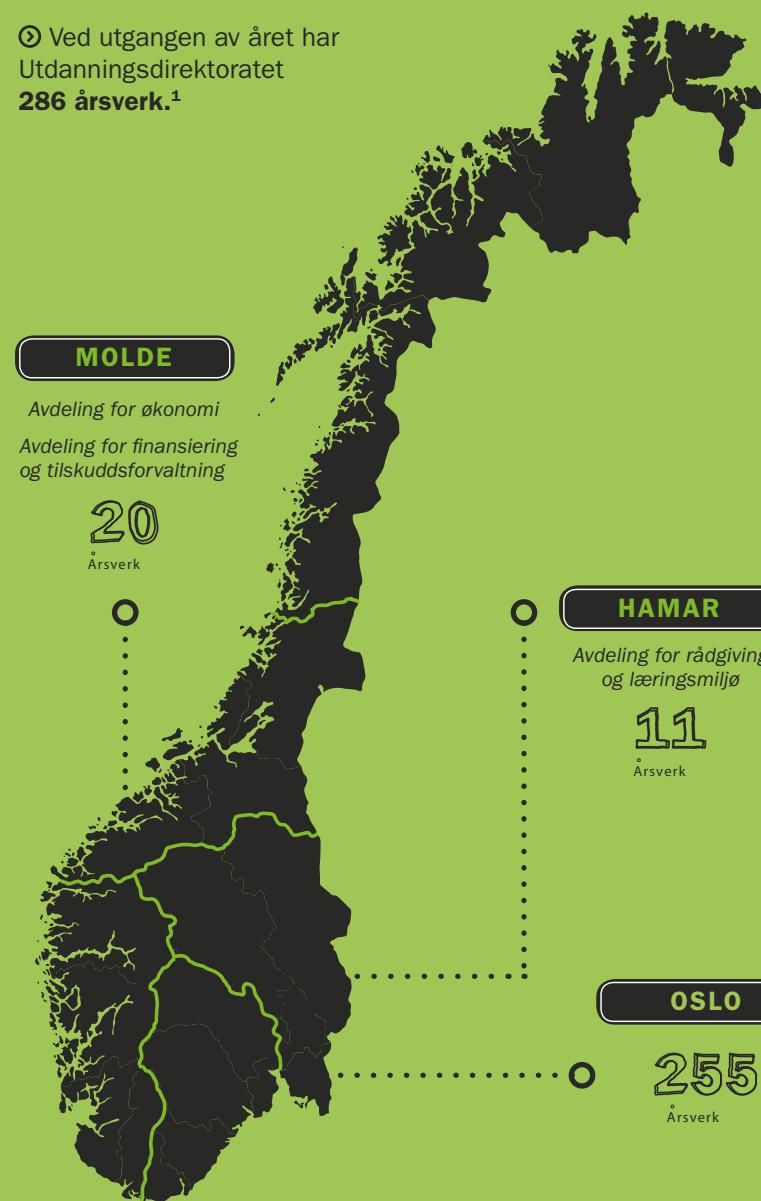 Ved utgangen av året har
Utdanningsdirektoratet
286 årsverk.¹
MOLDE
Avdeling for økonomi
Avdeling for finansiering
og tilskuddsforvaltning
20
Årsverk
HAMAR
Avdeling for rådgiving
og læringsmiljø
11
Årsverk
OSLO
255
Årsverk